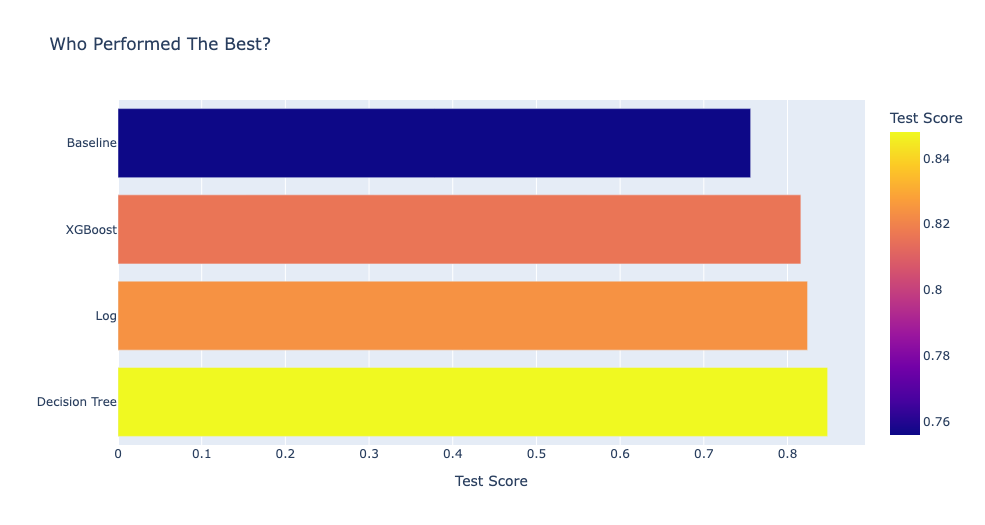 Who Performed The Best?
Baseline
XGBoost
Log
Decision Tree
0 0.1 0.2 0.3 0.4 0.5 0.6 0.7 0.8
Test Score
Test Score
0.84
0.82
0.8
0.78
0.76